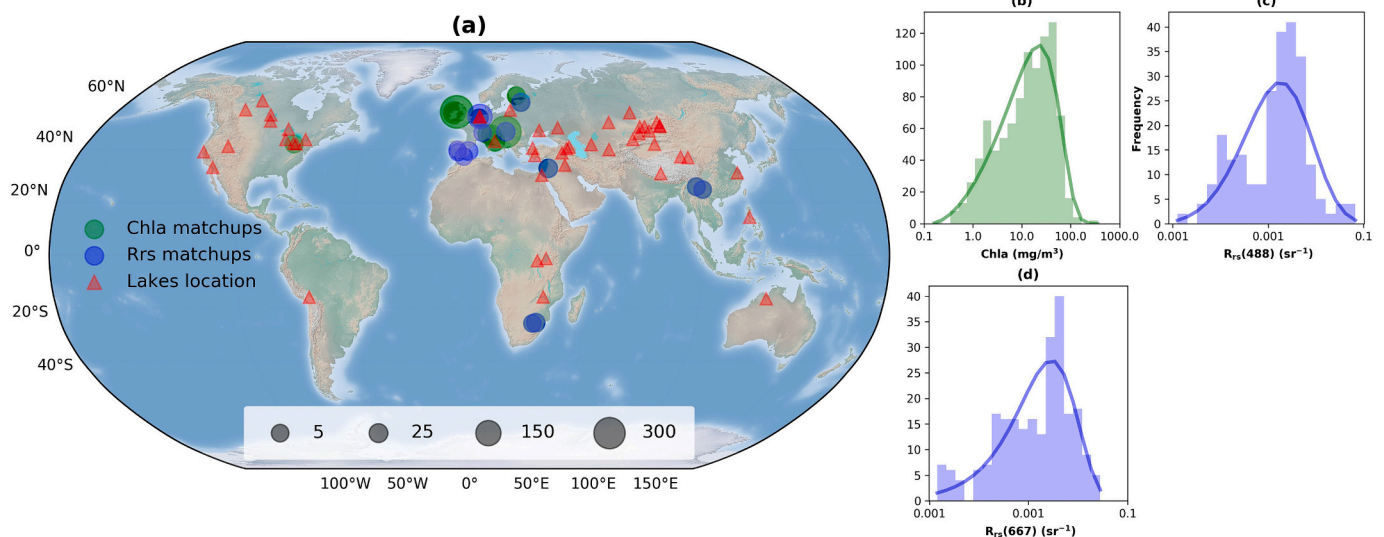 (a)
60°N
40°N
20°N
0°
20°S
40°S
Chla matchups
Rrs matchups
Lakes location
5 25 150 300
100°W 50°W 0° 50°E 100°E 150°E
(b)
120
100
80
60
40
20
0
0.1 1.0 10.0 100.0 1000.0
Chla (mg/m³)
(c)
Frequency
40
35
30
25
20
15
10
5
0
0.001 0.001 0.1
Rrs(488) (sr⁻¹)
(d)
40
35
30
25
20
15
10
5
0
0.001 0.001 0.1
Rrs(667) (sr⁻¹)